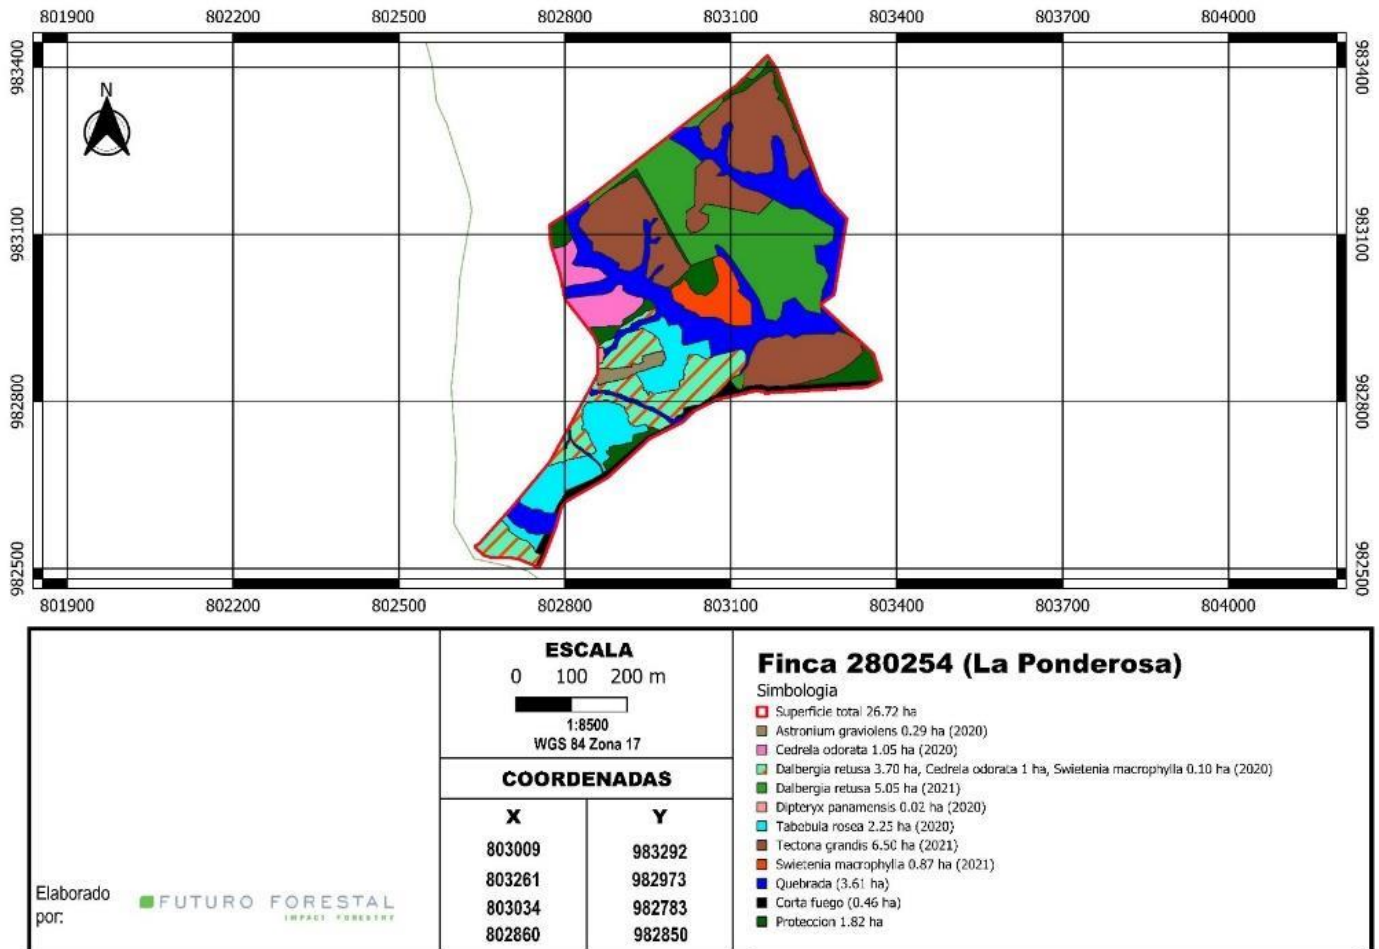 801900 802200 802500 802800 803100 803400 803700 804000
983400 983400
N
983100 983100
982800 982800
982500 982500
801900 802200 802500 802800 803100 803400 803700 804000
ESCALA
0 100 200 m
1:8500
WGS 84 Zona 17
COORDENADAS
X Y
803009 983292
803261 982973
803034 982783
802860 982850
Elaborado
por:
FUTURO FORESTAL
IMPACT FORESTRY
Finca 280254 (La Ponderosa)
Simbologia
Superficie total 26.72 ha
Astronium graviolens 0.29 ha (2020)
Cedrela odorata 1.05 ha (2020)
Dalbergia retusa 3.70 ha, Cedrela odorata 1 ha, Swietenia macrophylla 0.10 ha (2020)
Dalbergia retusa 5.05 ha (2021)
Dipteryx panamensis 0.02 ha (2020)
Tabebula rosea 2.25 ha (2020)
Tectona grandis 6.50 ha (2021)
Swietenia macrophylla 0.87 ha (2021)
Quebrada (3.61 ha)
Corta fuego (0.46 ha)
Proteccion 1.82 ha